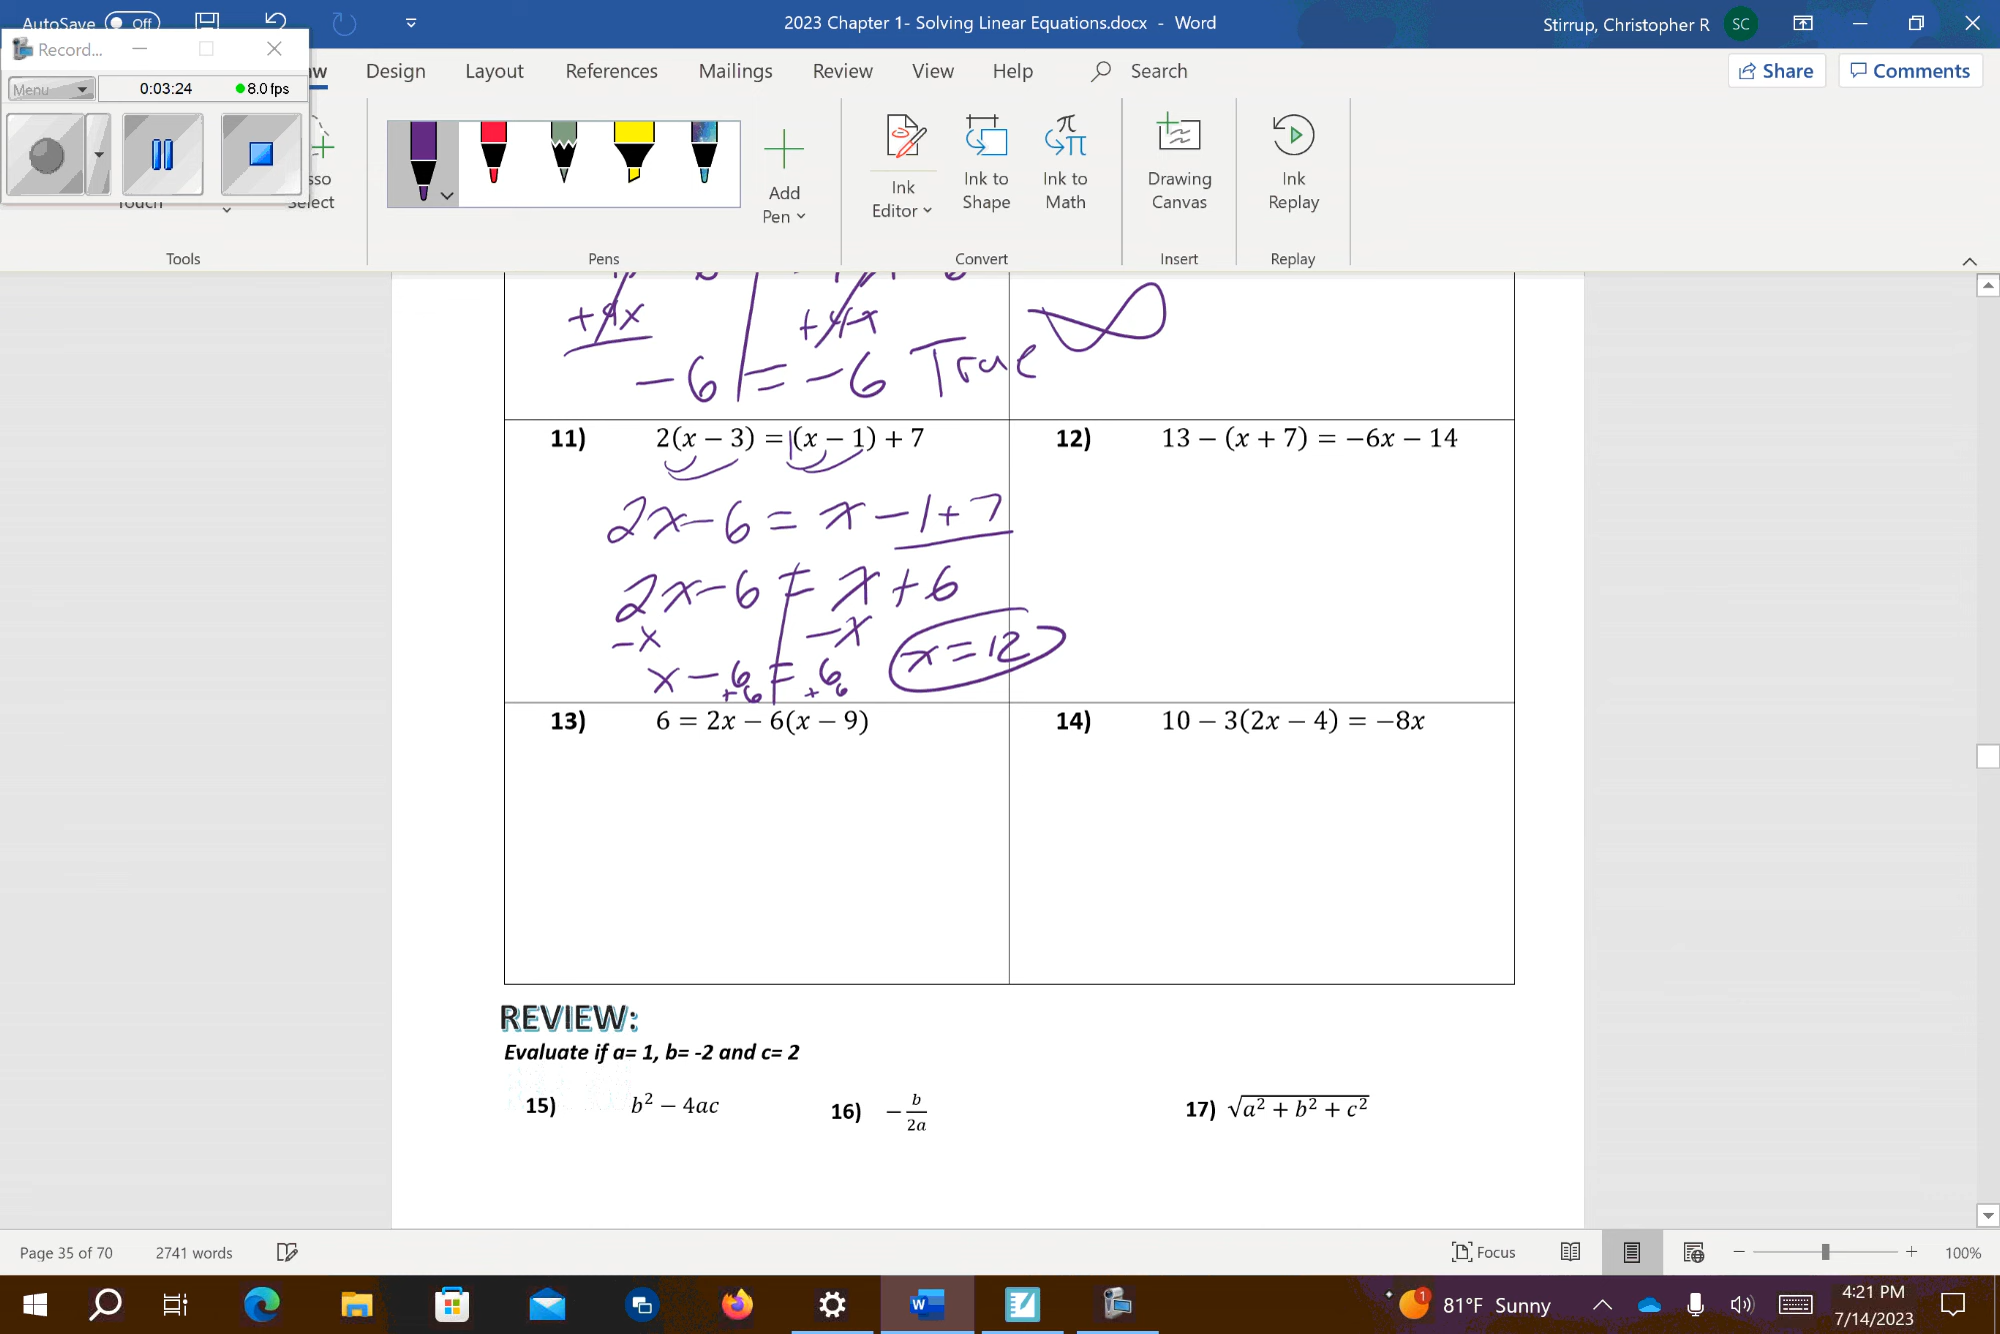 AutoSave Off
2023 Chapter 1- Solving Linear Equations.docx - Word
Stirrup, Christopher R SC
Record...
Menu 0:03:24 8.0 fps
Design Layout References Mailings Review View Help Search
Share Comments
Touch
Select
Add Pen
Ink Editor
Ink to Shape
Ink to Math
Drawing Canvas
Ink Replay
Tools Pens Convert Insert Replay
+4x +4x
-6 = -6 True
11) 2(x − 3) = 1(x − 1) + 7
2x-6 = x-1+7
2x-6 = x+6
-x -x
x-6 = 6
+6 +6
x=12
12) 13 − (x + 7) = −6x − 14
13) 6 = 2x − 6(x − 9)
14) 10 − 3(2x − 4) = −8x
REVIEW:
Evaluate if a= 1, b= -2 and c= 2
15) b² − 4ac
16) − b/2a
17) √a² + b² + c²
Page 35 of 70 2741 words Focus 100%
1 81°F Sunny
4:21 PM
7/14/2023